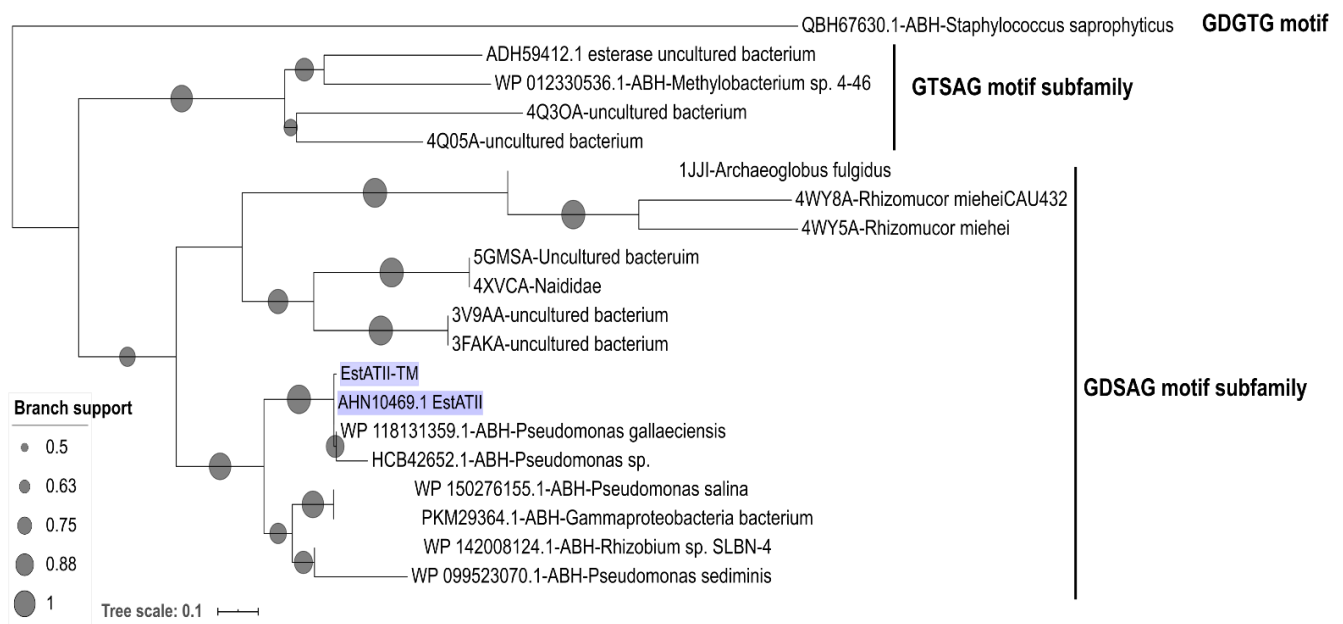 QBH67630.1-ABH-Staphylococcus saprophyticus
GDGTG motif
ADH59412.1 esterase uncultured bacterium
WP 012330536.1-ABH-Methylobacterium sp. 4-46
GTSAG motif subfamily
4Q3OA-uncultured bacterium
4Q05A-uncultured bacterium
1JJI-Archaeoglobus fulgidus
4WY8A-Rhizomucor mieheiCAU432
4WY5A-Rhizomucor miehei
5GMSA-Uncultured bacteruim
4XVCA-Naididae
3V9AA-uncultured bacterium
3FAKA-uncultured bacterium
EstATII-TM
GDSAG motif subfamily
AHN10469.1 EstATII
WP 118131359.1-ABH-Pseudomonas gallaeciensis
HCB42652.1-ABH-Pseudomonas sp.
WP 150276155.1-ABH-Pseudomonas salina
PKM29364.1-ABH-Gammaproteobacteria bacterium
WP 142008124.1-ABH-Rhizobium sp. SLBN-4
WP 099523070.1-ABH-Pseudomonas sediminis
Branch support
0.5
0.63
0.75
0.88
1
Tree scale: 0.1